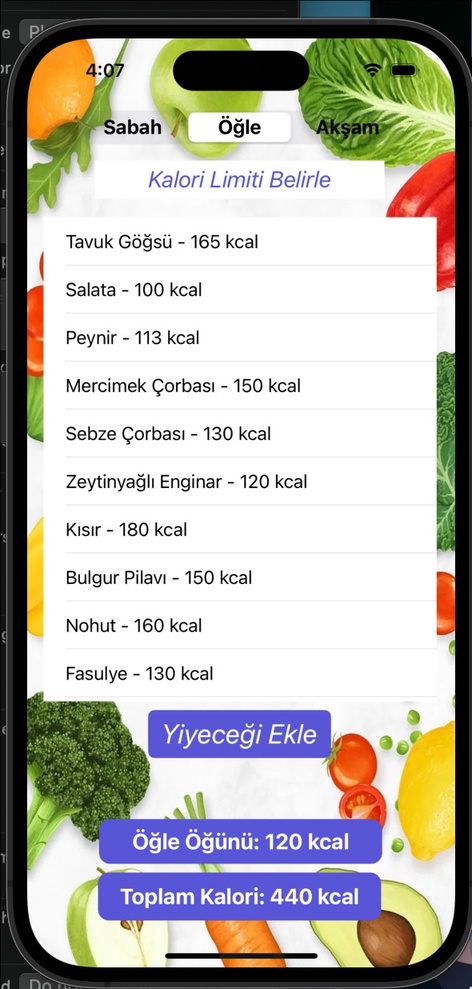 4:07
Sabah Öğle Akşam
Kalori Limiti Belirle
Tavuk Göğsü - 165 kcal
Salata - 100 kcal
Peynir - 113 kcal
Mercimek Çorbası - 150 kcal
Sebze Çorbası - 130 kcal
Zeytinyağlı Enginar - 120 kcal
Kısır - 180 kcal
Bulgur Pilavı - 150 kcal
Nohut - 160 kcal
Fasulye - 130 kcal
Yiyeceği Ekle
Öğle Öğünü: 120 kcal
Toplam Kalori: 440 kcal